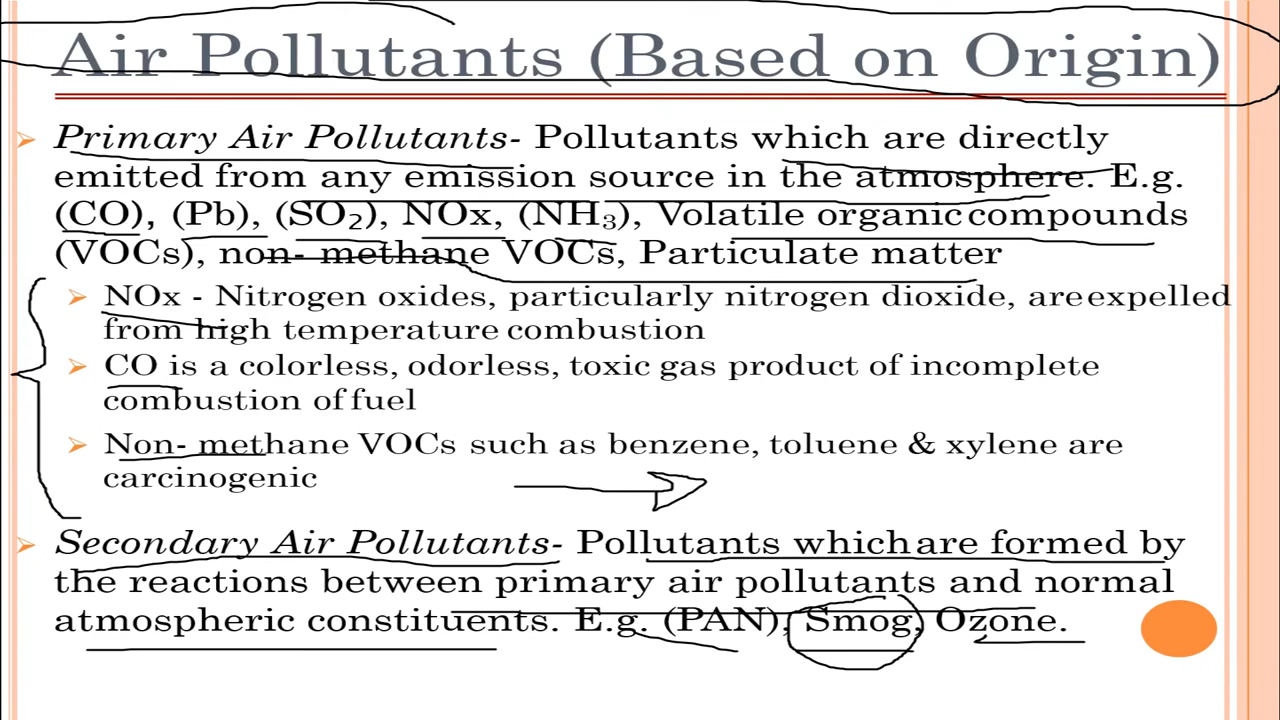 Air Pollutants (Based on Origin)
Primary Air Pollutants- Pollutants which are directly
emitted from any emission source in the atmosphere. E.g.
(CO), (Pb), (SO₂), NOx, (NH₃), Volatile organic compounds
(VOCs), non- methane VOCs, Particulate matter
NOx - Nitrogen oxides, particularly nitrogen dioxide, are expelled
from high temperature combustion
CO is a colorless, odorless, toxic gas product of incomplete
combustion of fuel
Non- methane VOCs such as benzene, toluene & xylene are
carcinogenic
Secondary Air Pollutants- Pollutants which are formed by
the reactions between primary air pollutants and normal
atmospheric constituents. E.g. (PAN), Smog, Ozone.